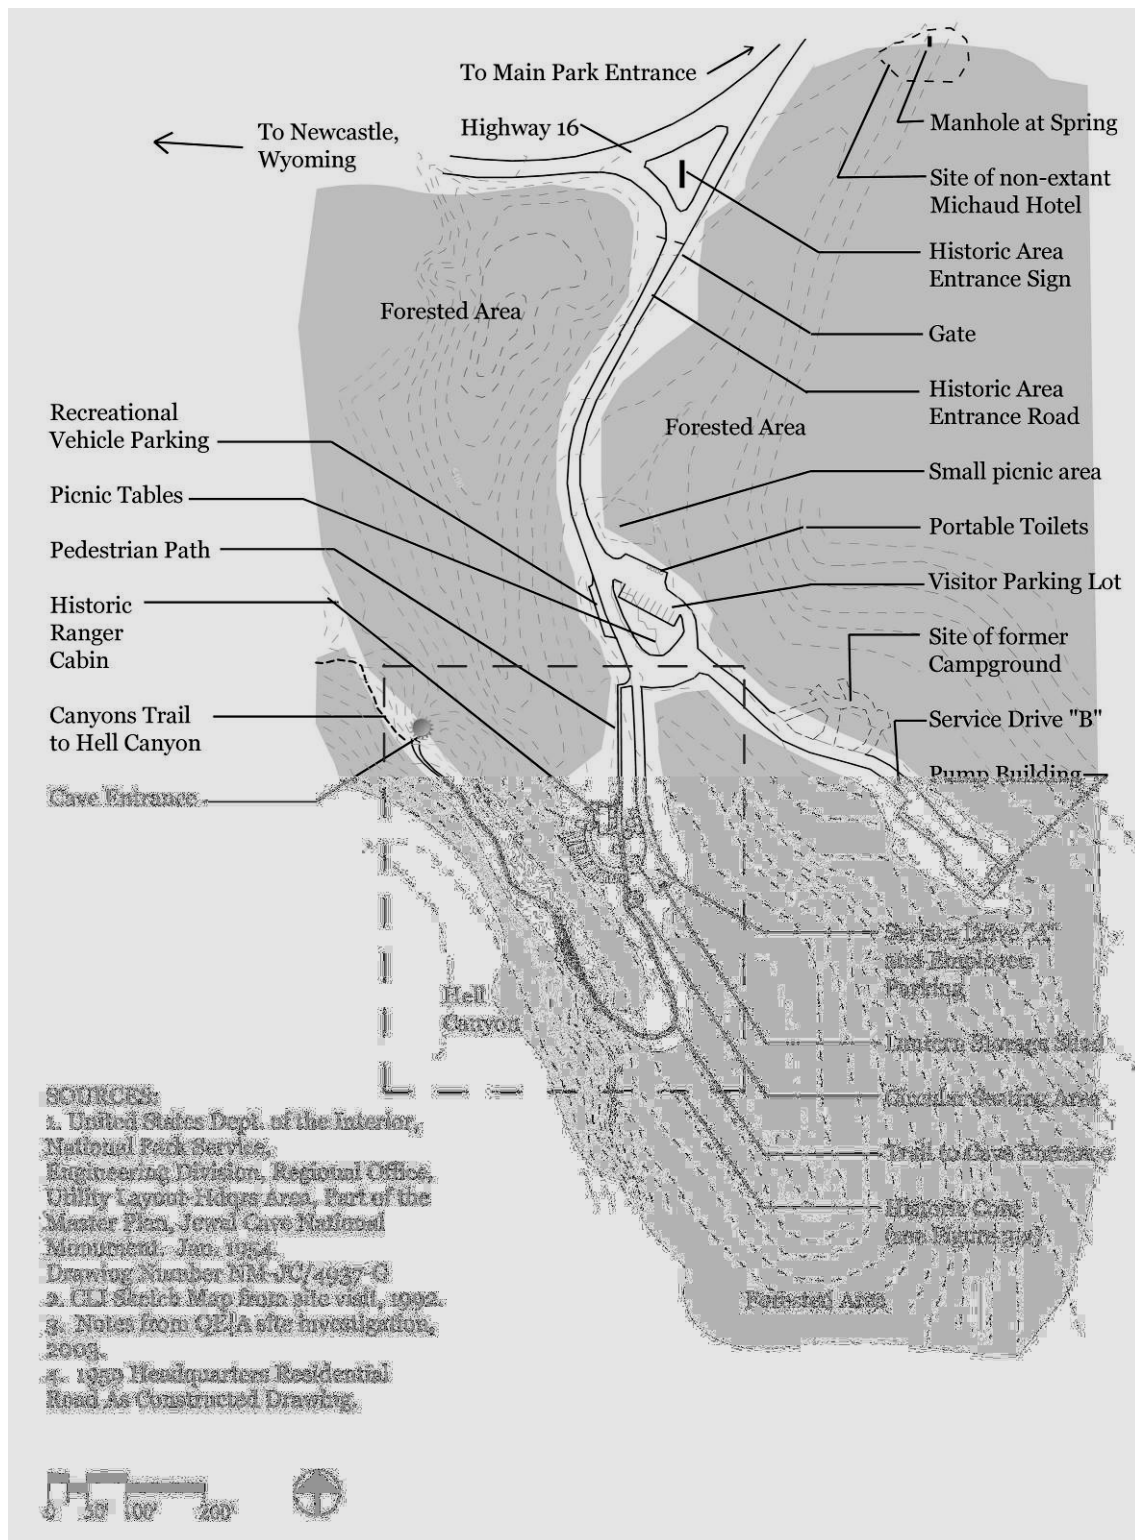 To Main Park Entrance
Highway 16
To Newcastle,
Wyoming
Manhole at Spring
Site of non-extant
Michaud Hotel
Historic Area
Entrance Sign
Forested Area
Gate
Historic Area
Entrance Road
Recreational
Vehicle Parking
Forested Area
Small picnic area
Picnic Tables
Portable Toilets
Pedestrian Path
Visitor Parking Lot
Historic
Ranger
Cabin
Site of former
Campground
Canyons Trail
to Hell Canyon
Service Drive "B"
Pump Building
Cave Entrance
Service Drive "A"
and Employee
Parking
Hell
Canyon
Lantern Storage Shed
Circular Seating Area
Trail to Cave Entrance
Historic Core
(see Figure
Forested Area
SOURCES:
1. United States Dept. of the Interior,
National Park Service,
Engineering Division, Regional Office,
Utility Layout Hdqrs Area, Part of the
Master Plan, Jewel Cave National
Monument. Jan.
Drawing Number
2. CLI Sketch Map from site visit,
3. Notes from site investigation,
Headquarters Residential
Road As Constructed Drawing.
0 50' 100' 200'